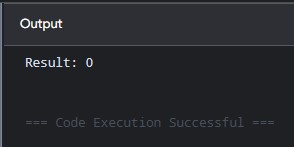 Output
Result: 0
=== Code Execution Successful ===